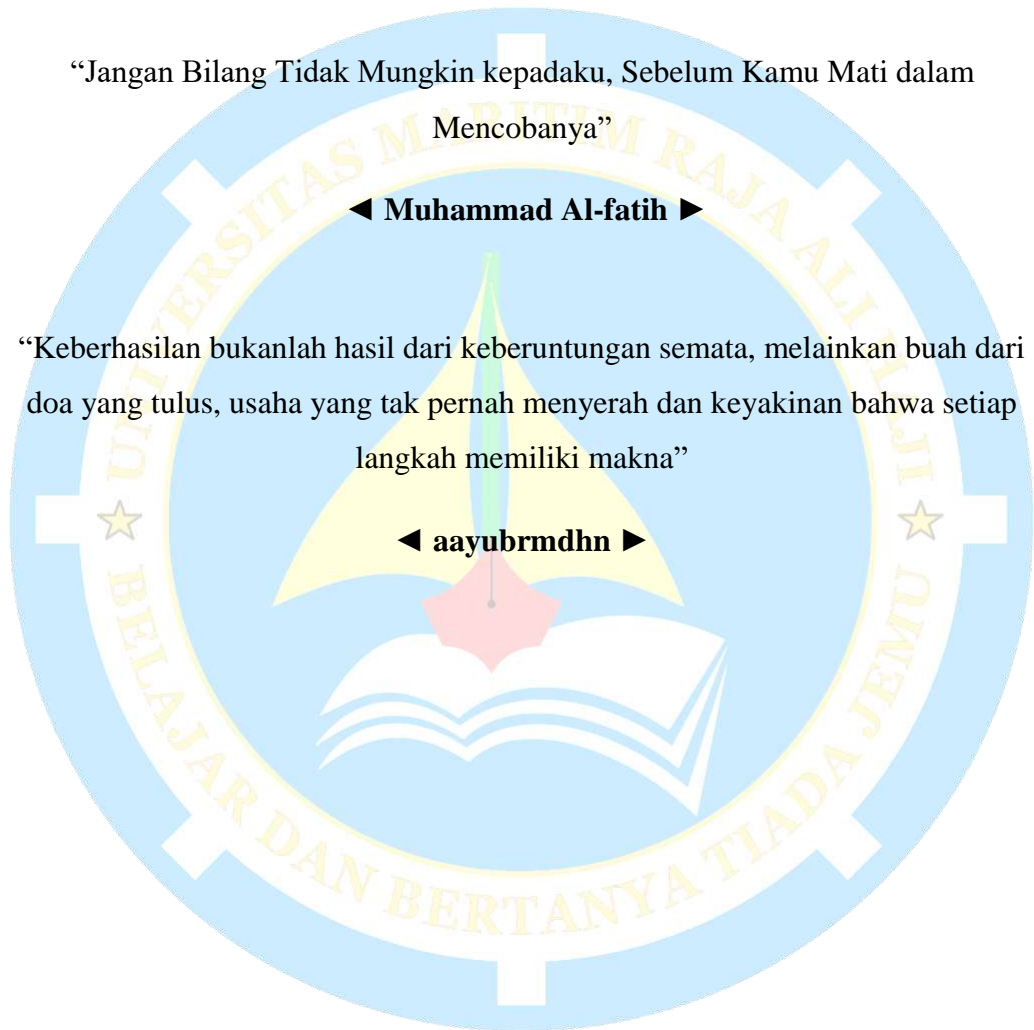 “Jangan Bilang Tidak Mungkin kepadaku, Sebelum Kamu Mati dalam
Mencobanya”
◄ Muhammad Al-fatih ►
“Keberhasilan bukanlah hasil dari keberuntungan semata, melainkan buah dari
doa yang tulus, usaha yang tak pernah menyerah dan keyakinan bahwa setiap
langkah memiliki makna”
◄ aayubrmdhn ►
UNIVERSITAS MARITIM RAJA ALI HAJI
BELAJAR DAN BERTANYA TIADA JEMU